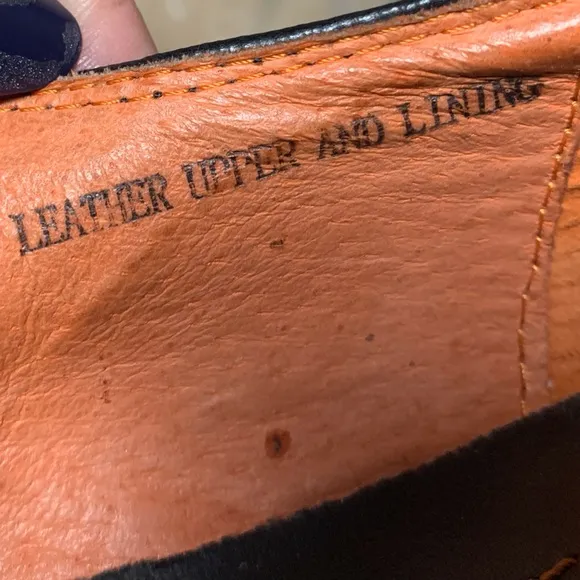 LEATHER UPPER AND LINING